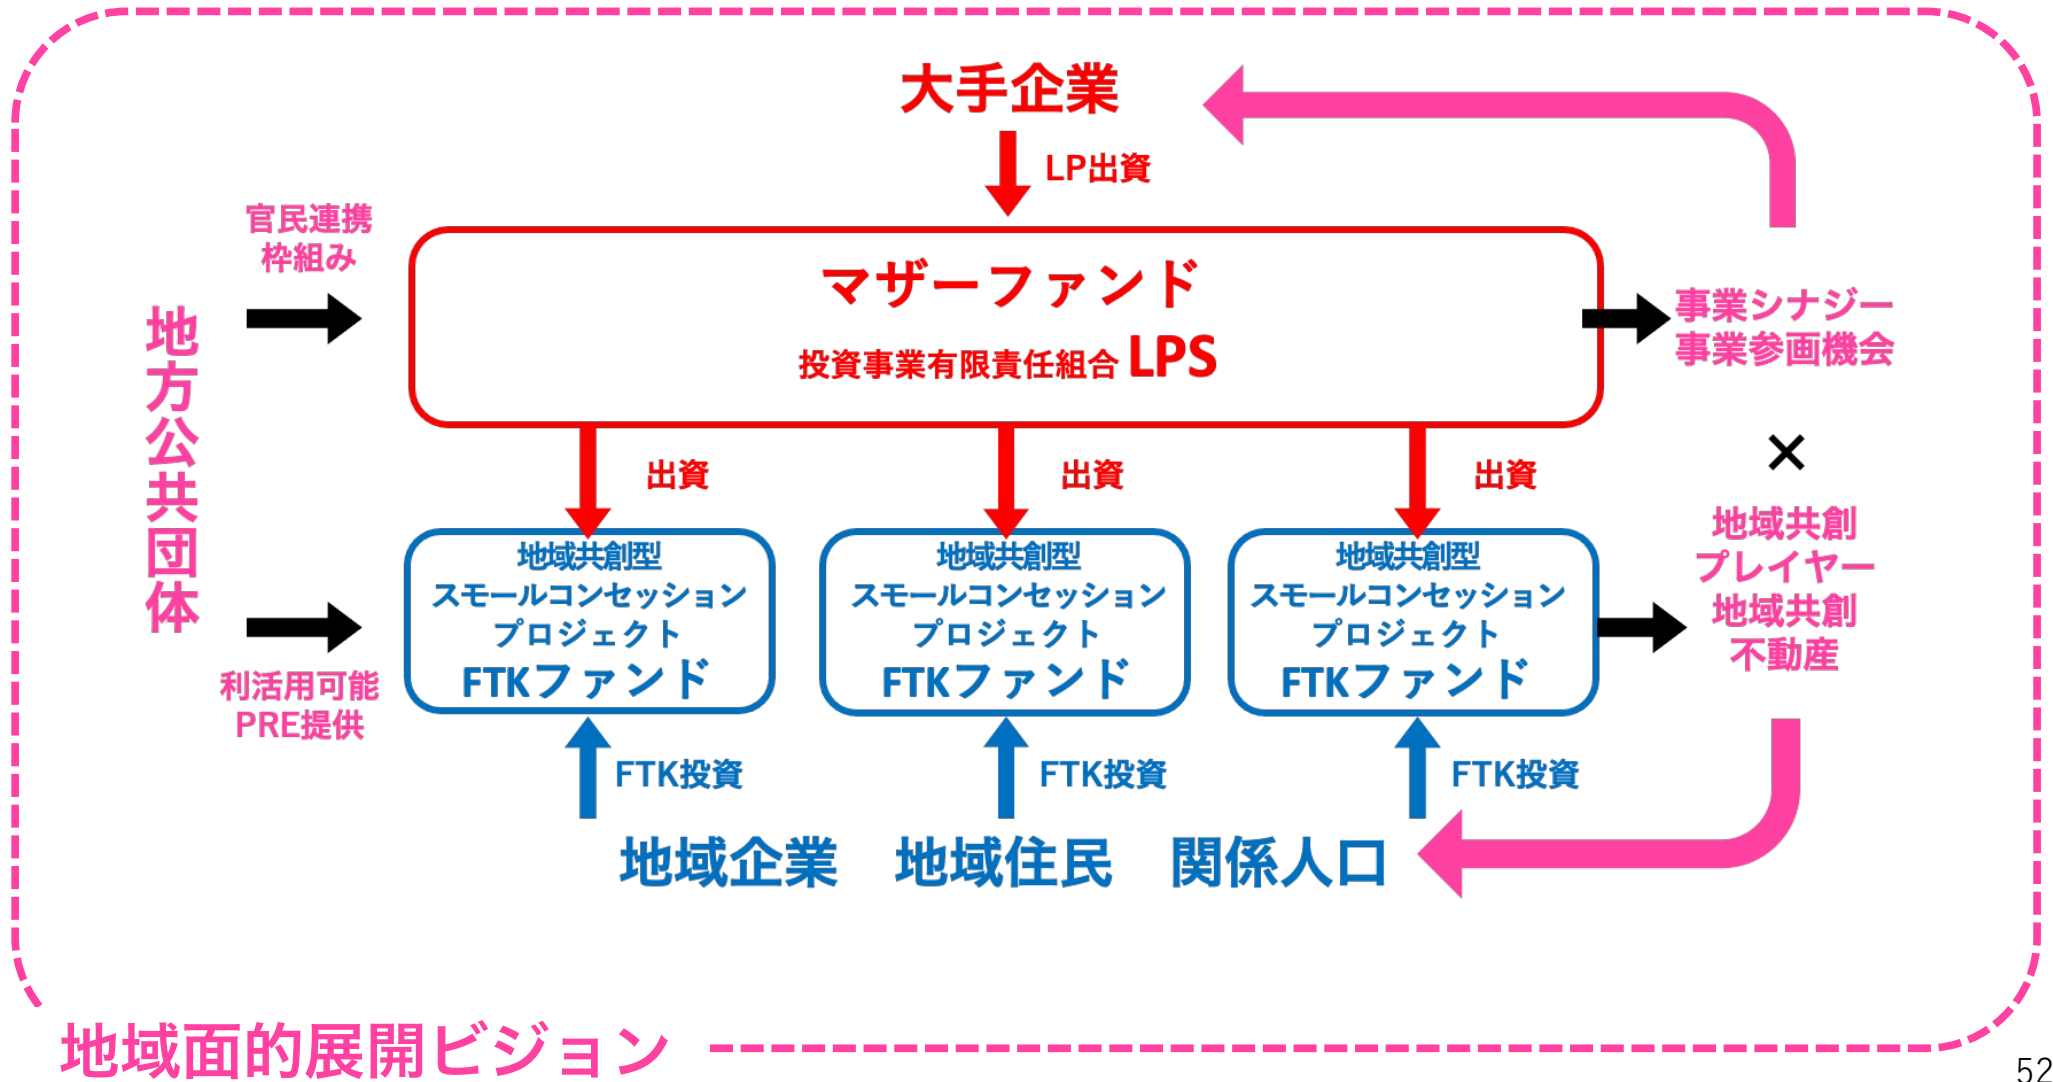 大手企業
LP出資
官民連携
枠組み
地方公共団体
マザーファンド
投資事業有限責任組合 LPS
事業シナジー
事業参画機会
×
出資
出資
出資
地域共創型
スモールコンセッション
プロジェクト
FTKファンド
地域共創型
スモールコンセッション
プロジェクト
FTKファンド
地域共創型
スモールコンセッション
プロジェクト
FTKファンド
地域共創
プレイヤー
地域共創
不動産
利活用可能
PRE提供
FTK投資
FTK投資
FTK投資
地域企業 地域住民 関係人口
地域面的展開ビジョン
52